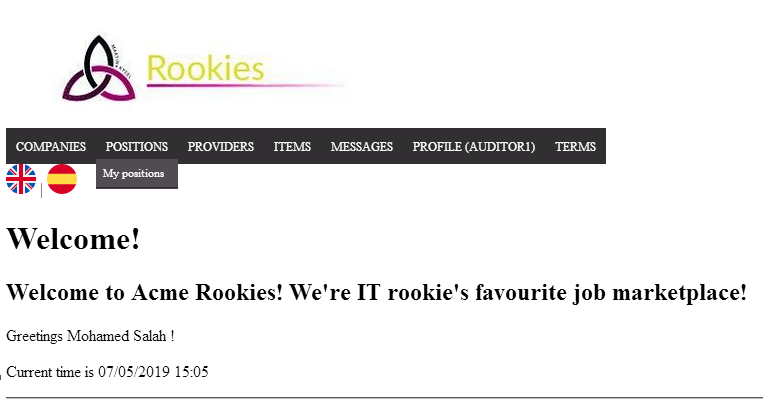 Rookies
COMPANIES POSITIONS PROVIDERS ITEMS MESSAGES PROFILE (AUDITOR1) TERMS
My positions
|
Welcome!
Welcome to Acme Rookies! We're IT rookie's favourite job marketplace!
Greetings Mohamed Salah !
Current time is 07/05/2019 15:05